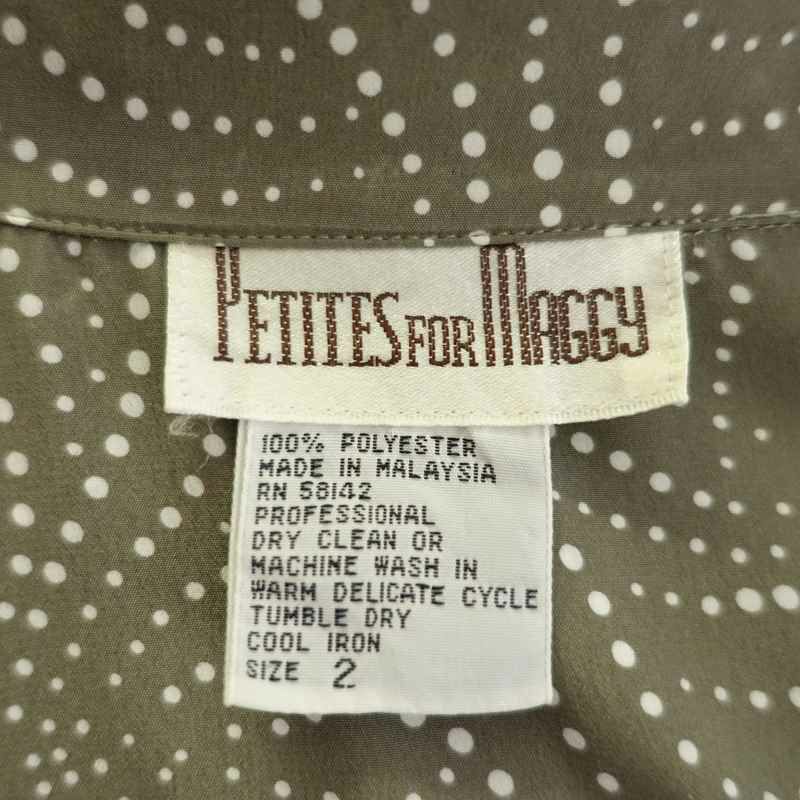 PETITES FOR MAGGY
100% POLYESTER
MADE IN MALAYSIA
RN 58142
PROFESSIONAL
DRY CLEAN OR
MACHINE WASH IN
WARM DELICATE CYCLE
TUMBLE DRY
COOL IRON
SIZE 2